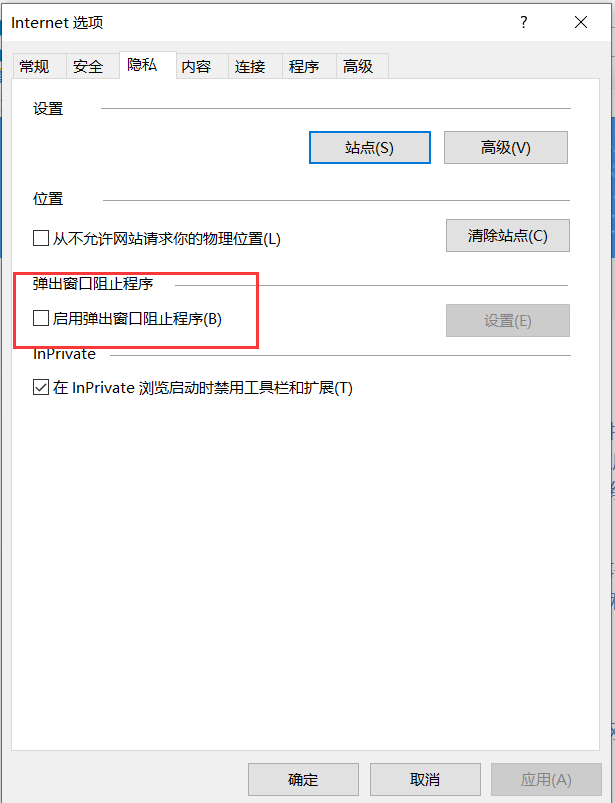 Internet 选项
?
常规 安全 隐私 内容 连接 程序 高级
设置
站点(S) 高级(V)
位置
从不允许网站请求你的物理位置(L) 清除站点(C)
弹出窗口阻止程序
启用弹出窗口阻止程序(B) 设置(E)
InPrivate
在 InPrivate 浏览启动时禁用工具栏和扩展(T)
确定 取消 应用(A)